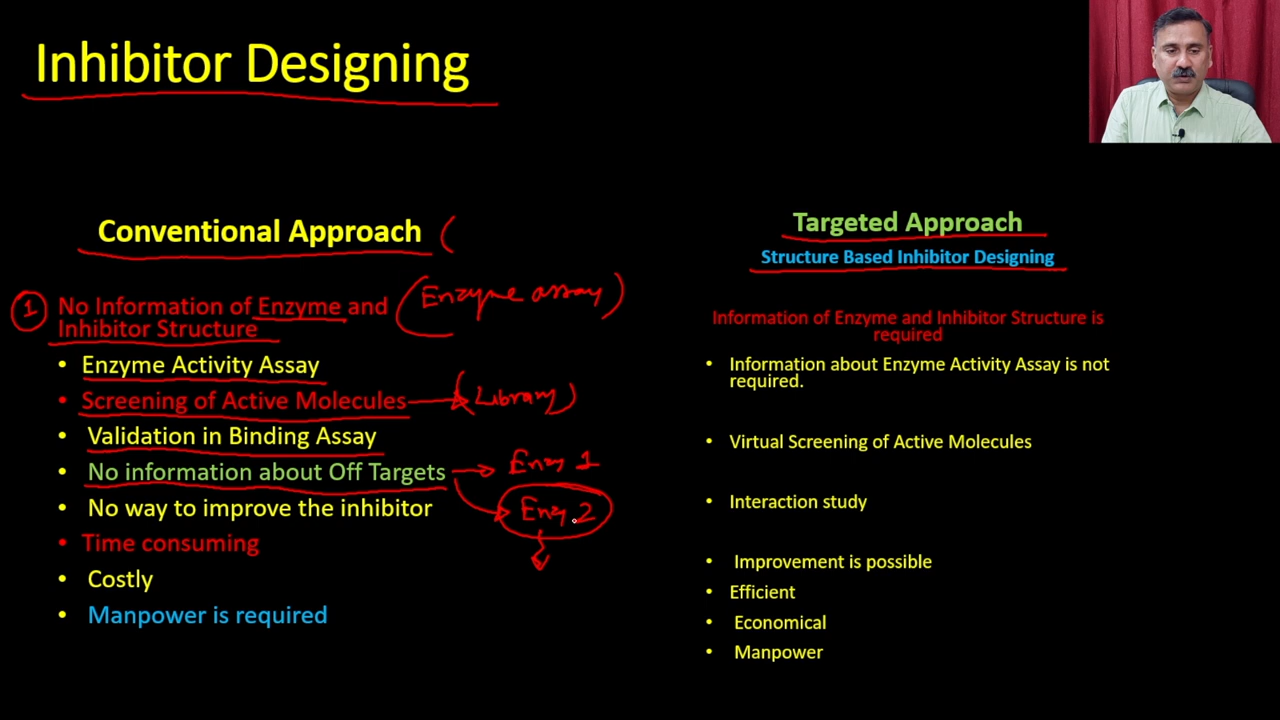 Inhibitor Designing
Conventional Approach (
① No Information of Enzyme and
Inhibitor Structure
(Enzyme assay)
• Enzyme Activity Assay
• Screening of Active Molecules → (Library)
• Validation in Binding Assay
• No information about Off Targets → Enzy 1
Enzy 2
• No way to improve the inhibitor
• Time consuming
• Costly
• Manpower is required
Targeted Approach
Structure Based Inhibitor Designing
Information of Enzyme and Inhibitor Structure is
required
• Information about Enzyme Activity Assay is not
required.
• Virtual Screening of Active Molecules
• Interaction study
• Improvement is possible
• Efficient
• Economical
• Manpower